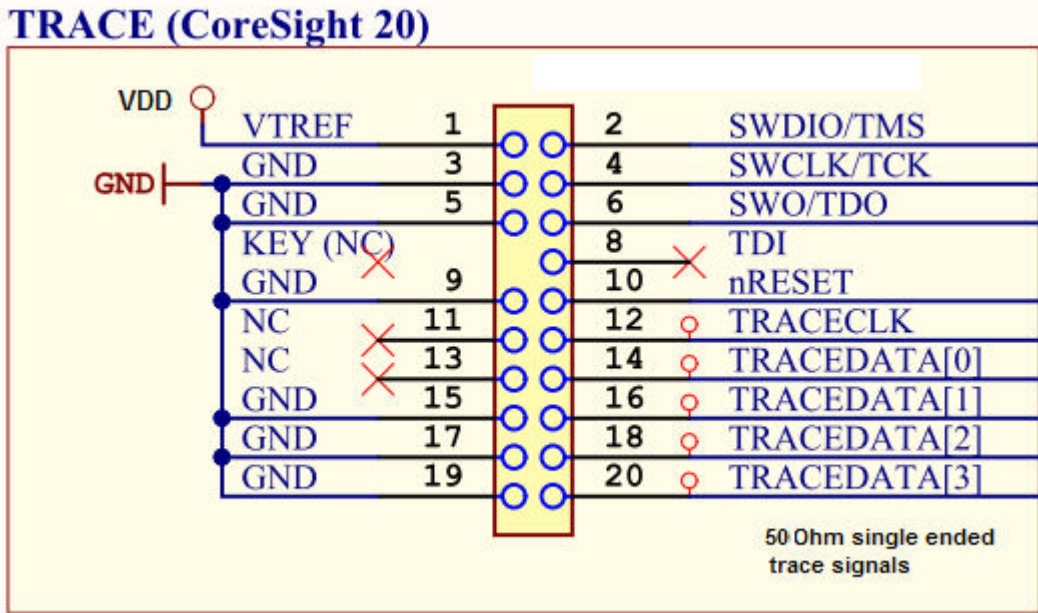 TRACE (CoreSight 20)
VDD
VTREF 1 2 SWDIO/TMS
GND GND 3 4 SWCLK/TCK
GND 5 6 SWO/TDO
KEY (NC) 8 TDI
GND 9 10 nRESET
NC 11 12 TRACECLK
NC 13 14 TRACEDATA[0]
GND 15 16 TRACEDATA[1]
GND 17 18 TRACEDATA[2]
GND 19 20 TRACEDATA[3]
50 Ohm single ended
trace signals